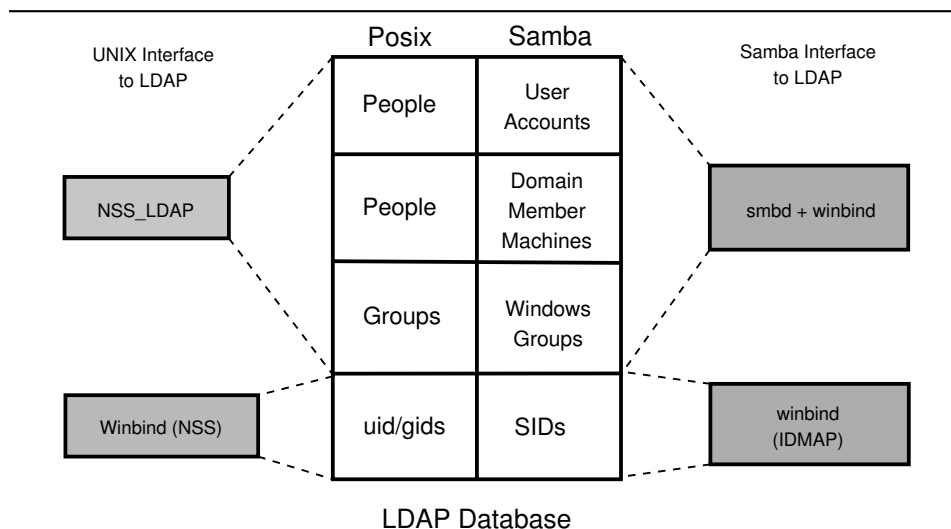 UNIX Interface
to LDAP
Posix
Samba
Samba Interface
to LDAP
People
User
Accounts
NSS_LDAP
People
Domain
Member
Machines
smbd + winbind
Groups
Windows
Groups
Winbind (NSS)
uid/gids
SIDs
winbind
(IDMAP)
LDAP Database